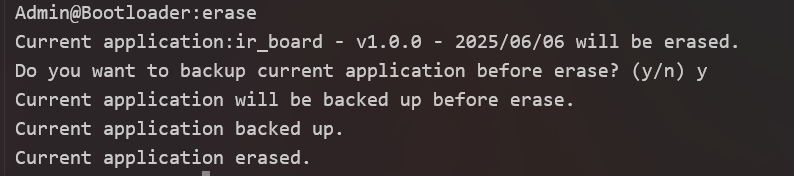 Admin@Bootloader:erase
Current application:ir_board - v1.0.0 - 2025/06/06 will be erased.
Do you want to backup current application before erase? (y/n) y
Current application will be backed up before erase.
Current application backed up.
Current application erased.